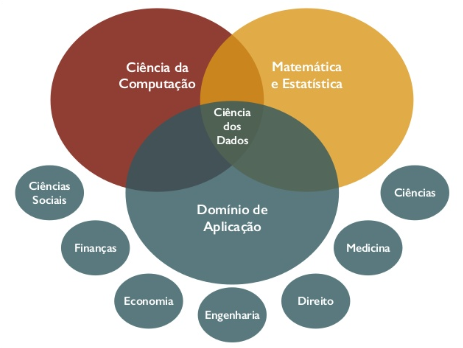 Ciência da
Computação
Matemática
e Estatística
Ciência
dos
Dados
Domínio de
Aplicação
Ciências
Sociais
Finanças
Economia
Engenharia
Direito
Medicina
Ciências